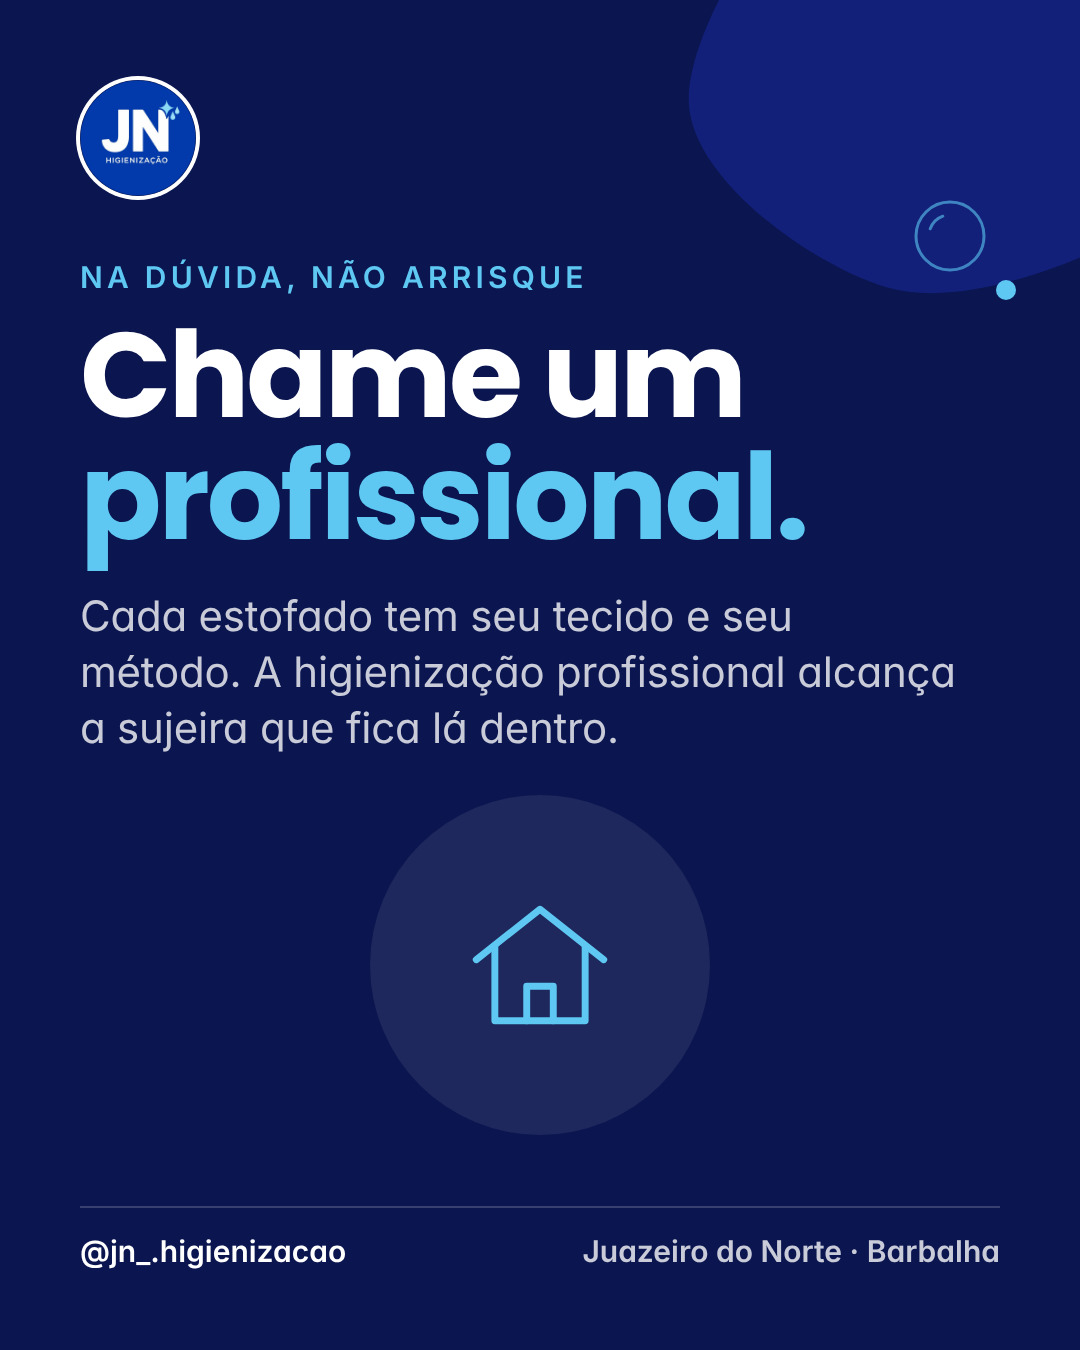 JN
HIGIENIZAÇÃO
NA DÚVIDA, NÃO ARRISQUE
Chame um
profissional.
Cada estofado tem seu tecido e seu
método. A higienização profissional alcança
a sujeira que fica lá dentro.
@jn_.higienizacao
Juazeiro do Norte · Barbalha